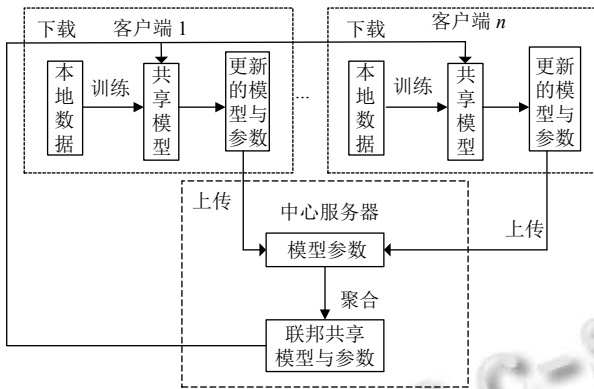 下载
客户端 1
本地数据
训练
共享模型
更新的模型与参数
...
下载
客户端 n
本地数据
训练
共享模型
更新的模型与参数
上传
中心服务器
模型参数
上传
聚合
联邦共享
模型与参数